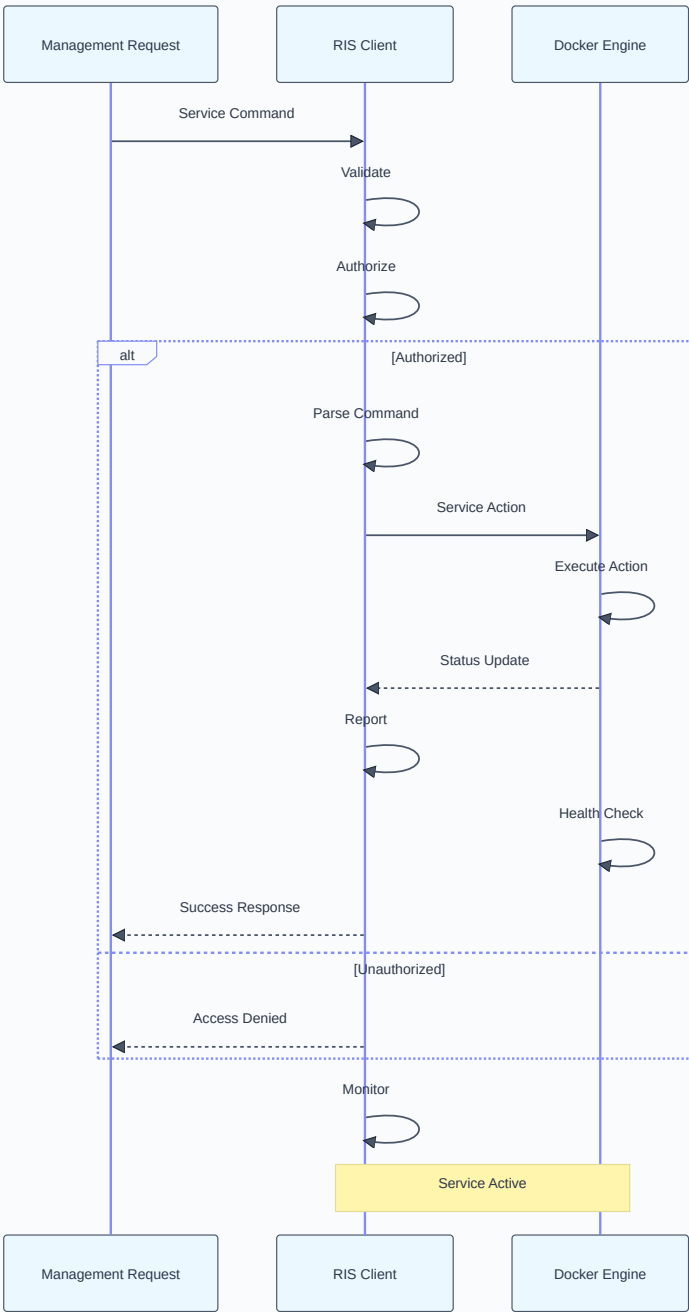 Management Request
RIS Client
Docker Engine
Service Command
Validate
Authorize
alt
[Authorized]
Parse Command
Service Action
Execute Action
Status Update
Report
Health Check
Success Response
[Unauthorized]
Access Denied
Monitor
Service Active
Management Request
RIS Client
Docker Engine